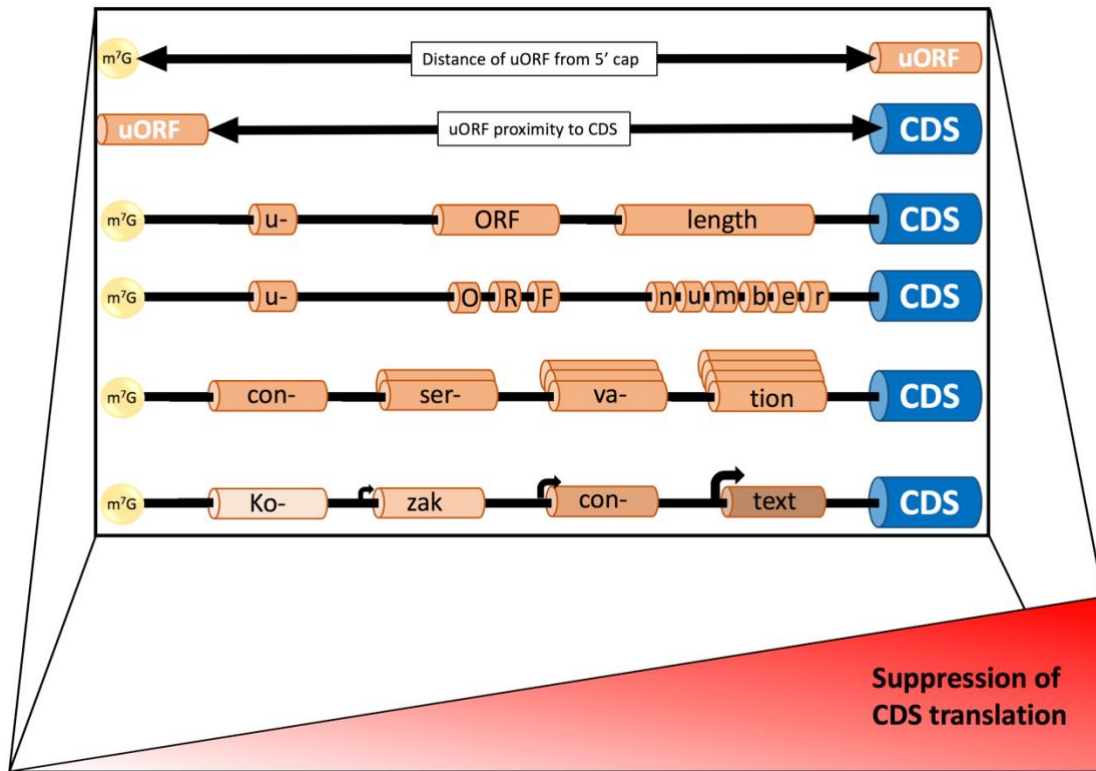 m⁷G Distance of uORF from 5' cap uORF
uORF uORF proximity to CDS CDS
m⁷G u- ORF length CDS
m⁷G u- O R F n u m b e r CDS
m⁷G con- ser- va- tion CDS
m⁷G Ko- zak con- text CDS
Suppression of
CDS translation